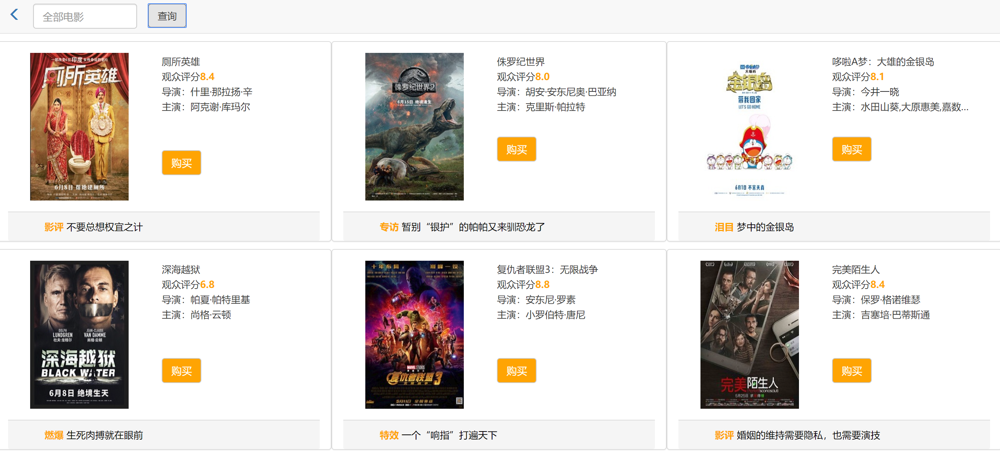 全部电影
查询
一部改变6亿印度女性命运的影片
厕所英雄
6月8日 帮她建厕所
厕所英雄
观众评分8.4
导演：什里·那拉扬·辛
主演：阿克谢·库玛尔
购买
影评 不要总想权宜之计
侏罗纪世界2
6月15日 绝境逢生
侏罗纪世界
观众评分8.0
导演：胡安·安东尼奥·巴亚纳
主演：克里斯·帕拉特
购买
专访 暂别“银护”的帕帕又来驯恐龙了
大雄的
金银岛
带我回家
LET'S GO HOME
6月1日 不舍天真
哆啦A梦：大雄的金银岛
观众评分8.1
导演：今井一晓
主演：水田山葵,大原惠美,嘉数...
购买
泪目 梦中的金银岛
DOLPH
LUNDGREN
杜夫·龙格尔
JEAN-CLAUDE
VAN DAMME
尚格·云顿
深海越狱
BLACK WATER
6月8日 绝境生天
深海越狱
观众评分6.8
导演：帕夏·帕特里基
主演：尚格·云顿
购买
燃爆 生死肉搏就在眼前
十年布局 巅峰一役
MARVEL STUDIOS
复仇者联盟3
无限战争
5月11日 空前集结
复仇者联盟3：无限战争
观众评分8.8
导演：安东尼·罗素
主演：小罗伯特·唐尼
购买
特效 一个“响指”打遍天下
完美陌生人
5月25日 求
完美陌生人
观众评分8.4
导演：保罗·格诺维瑟
主演：吉塞培·巴蒂斯通
购买
影评 婚姻的维持需要隐私，也需要演技